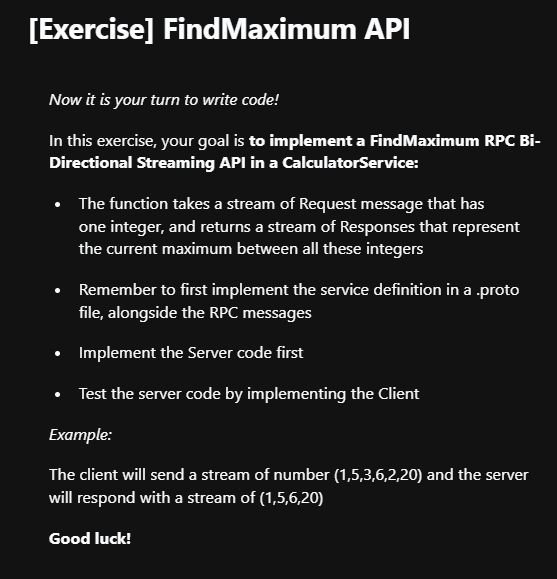 [Exercise] FindMaximum API
Now it is your turn to write code!
In this exercise, your goal is to implement a FindMaximum RPC Bi-
Directional Streaming API in a CalculatorService:
• The function takes a stream of Request message that has
one integer, and returns a stream of Responses that represent
the current maximum between all these integers
• Remember to first implement the service definition in a .proto
file, alongside the RPC messages
• Implement the Server code first
• Test the server code by implementing the Client
Example:
The client will send a stream of number (1,5,3,6,2,20) and the server
will respond with a stream of (1,5,6,20)
Good luck!